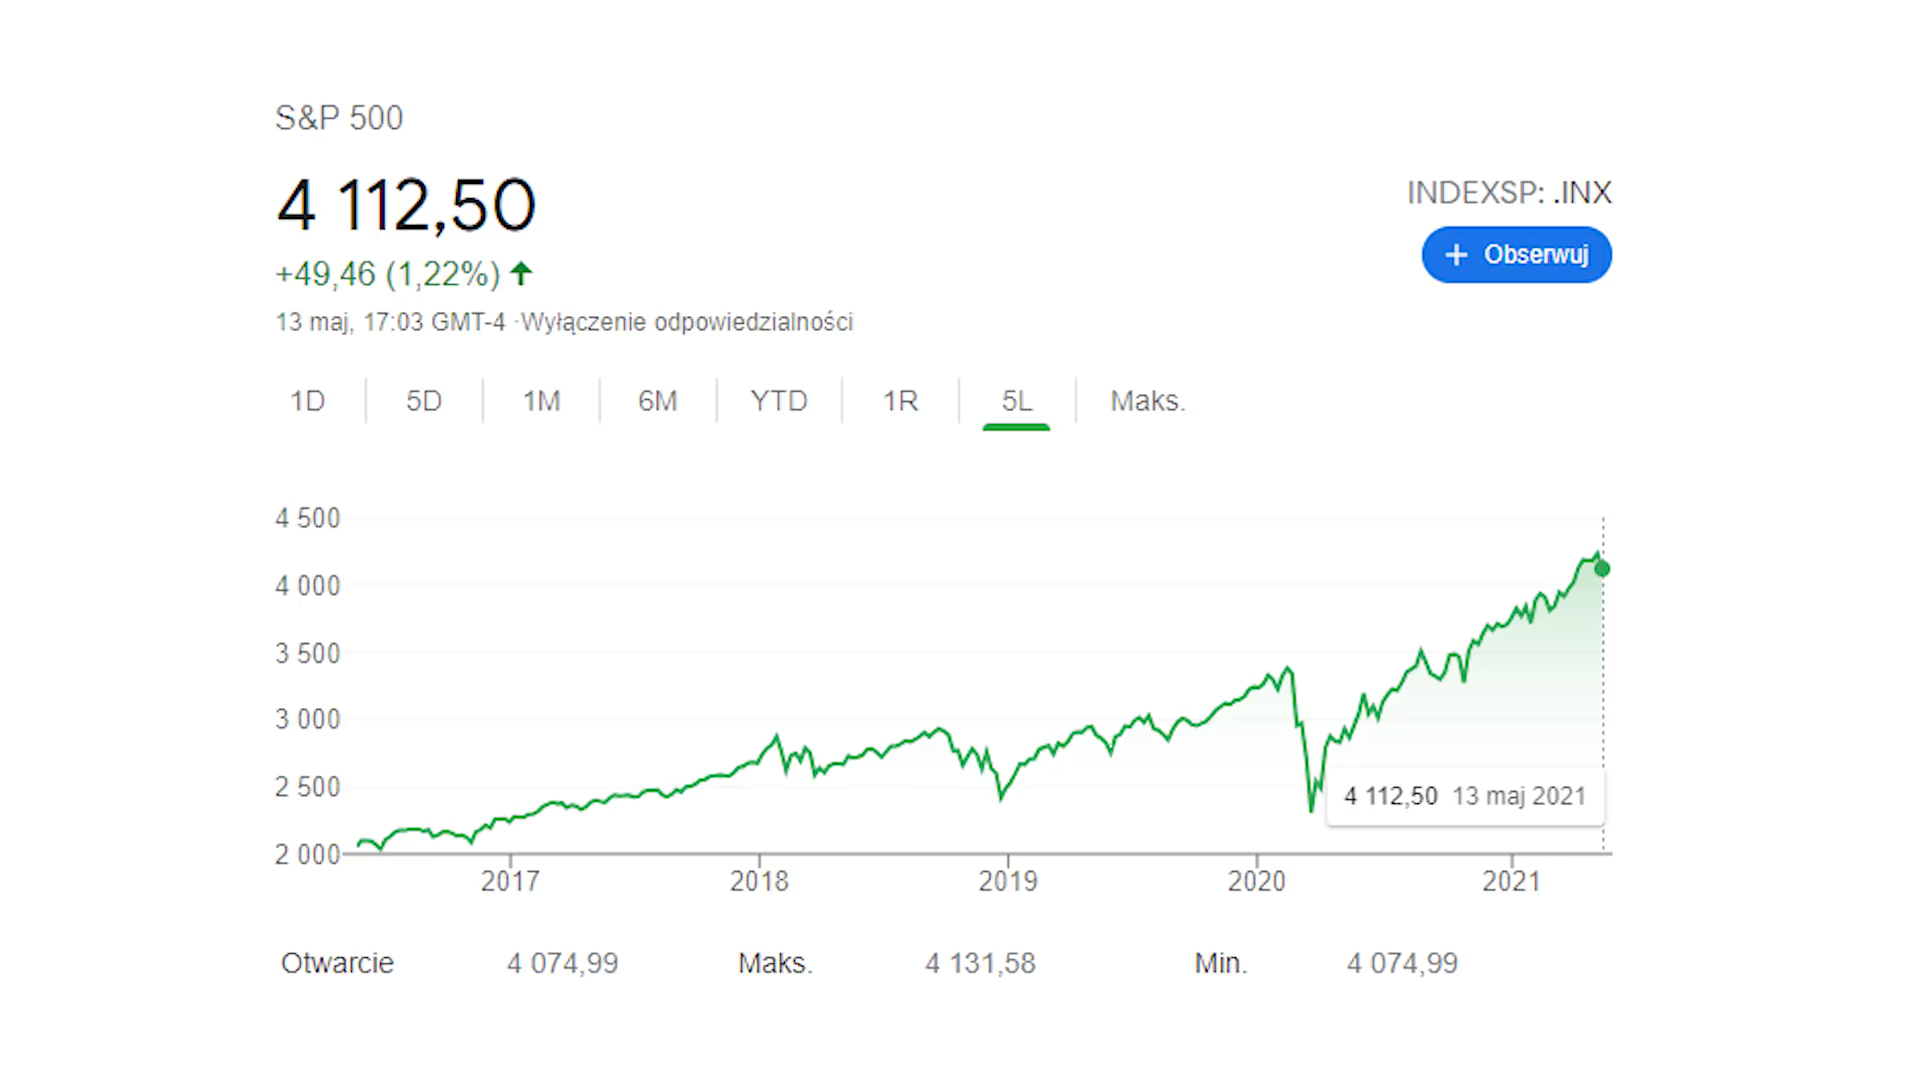 S&P 500
4 112,50
INDEXSP: .INX
+ Obserwuj
+49,46 (1,22%)
13 maj, 17:03 GMT-4 ·Wyłączenie odpowiedzialności
1D 5D 1M 6M YTD 1R 5L Maks.
4 500
4 000
3 500
3 000
2 500
4 112,50 13 maj 2021
2 000
2017 2018 2019 2020 2021
Otwarcie 4 074,99 Maks. 4 131,58 Min. 4 074,99